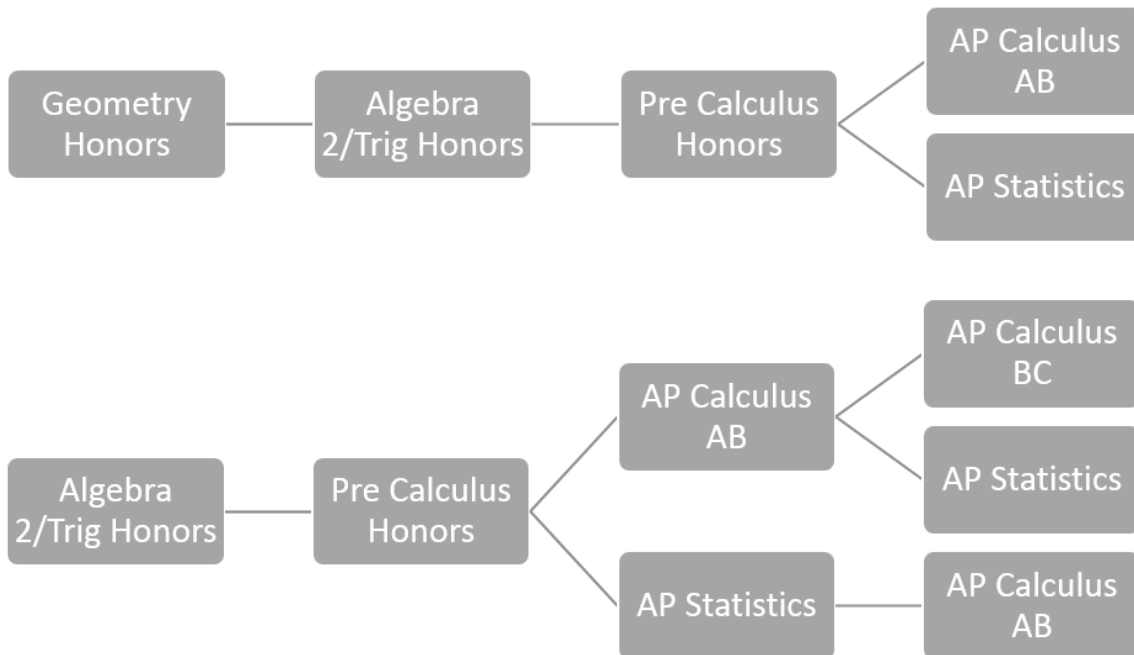 Geometry
Honors
Algebra
2/Trig Honors
Pre Calculus
Honors
AP Calculus
AB
AP Statistics
Algebra
2/Trig Honors
Pre Calculus
Honors
AP Calculus
AB
AP Calculus
BC
AP Statistics
AP Statistics
AP Calculus
AB